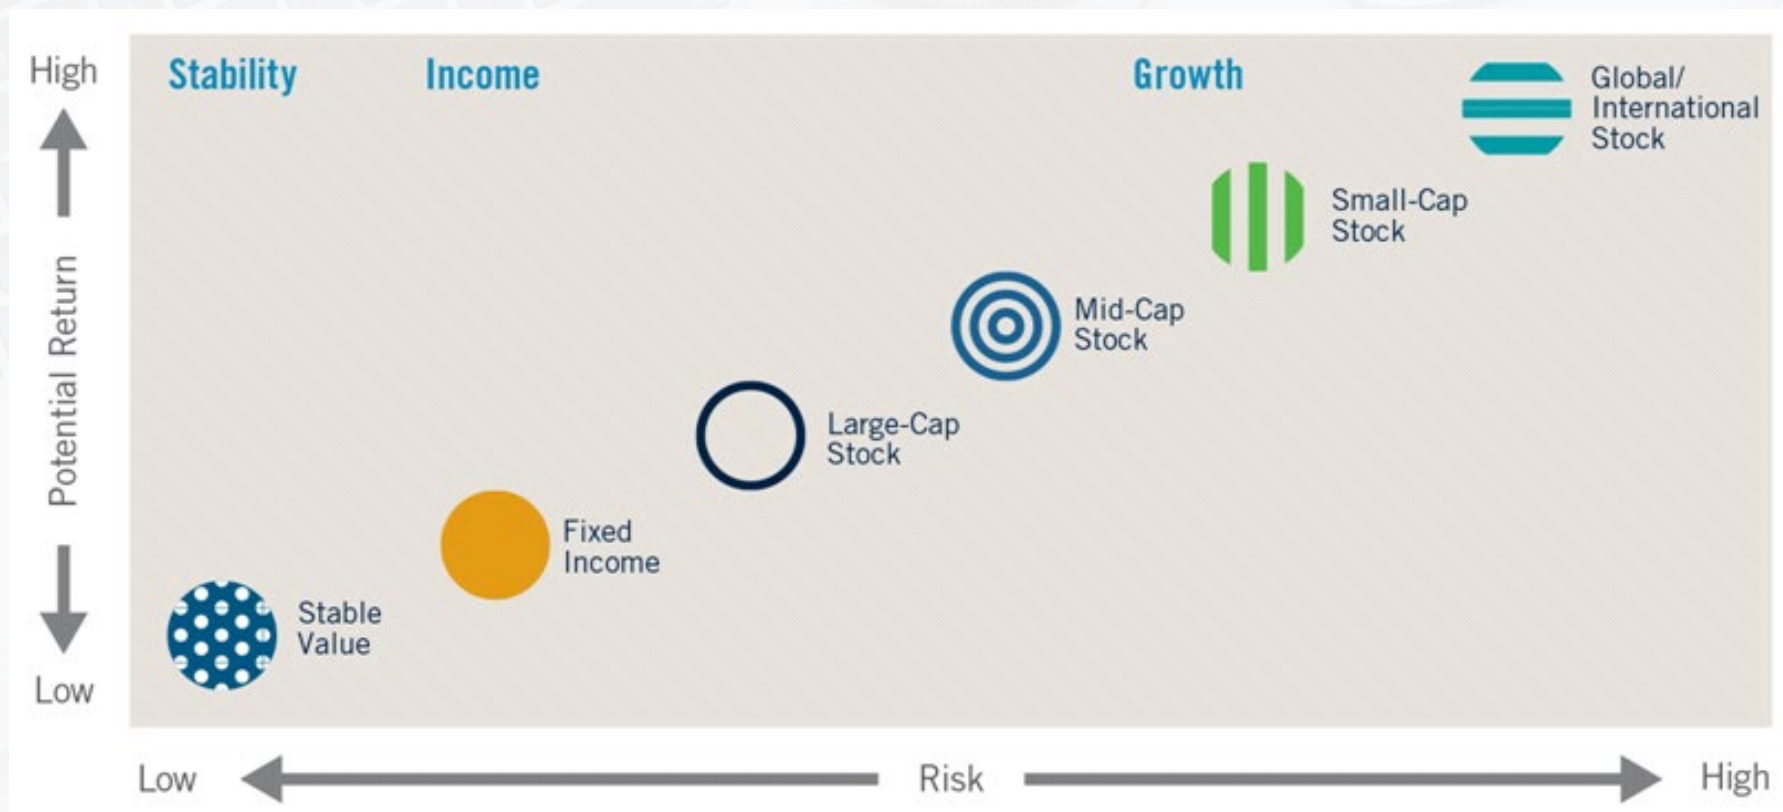 High
Potential Return
Low
Stability
Income
Growth
Global/
International
Stock
Small-Cap
Stock
Mid-Cap
Stock
Large-Cap
Stock
Fixed
Income
Stable
Value
Low
Risk
High